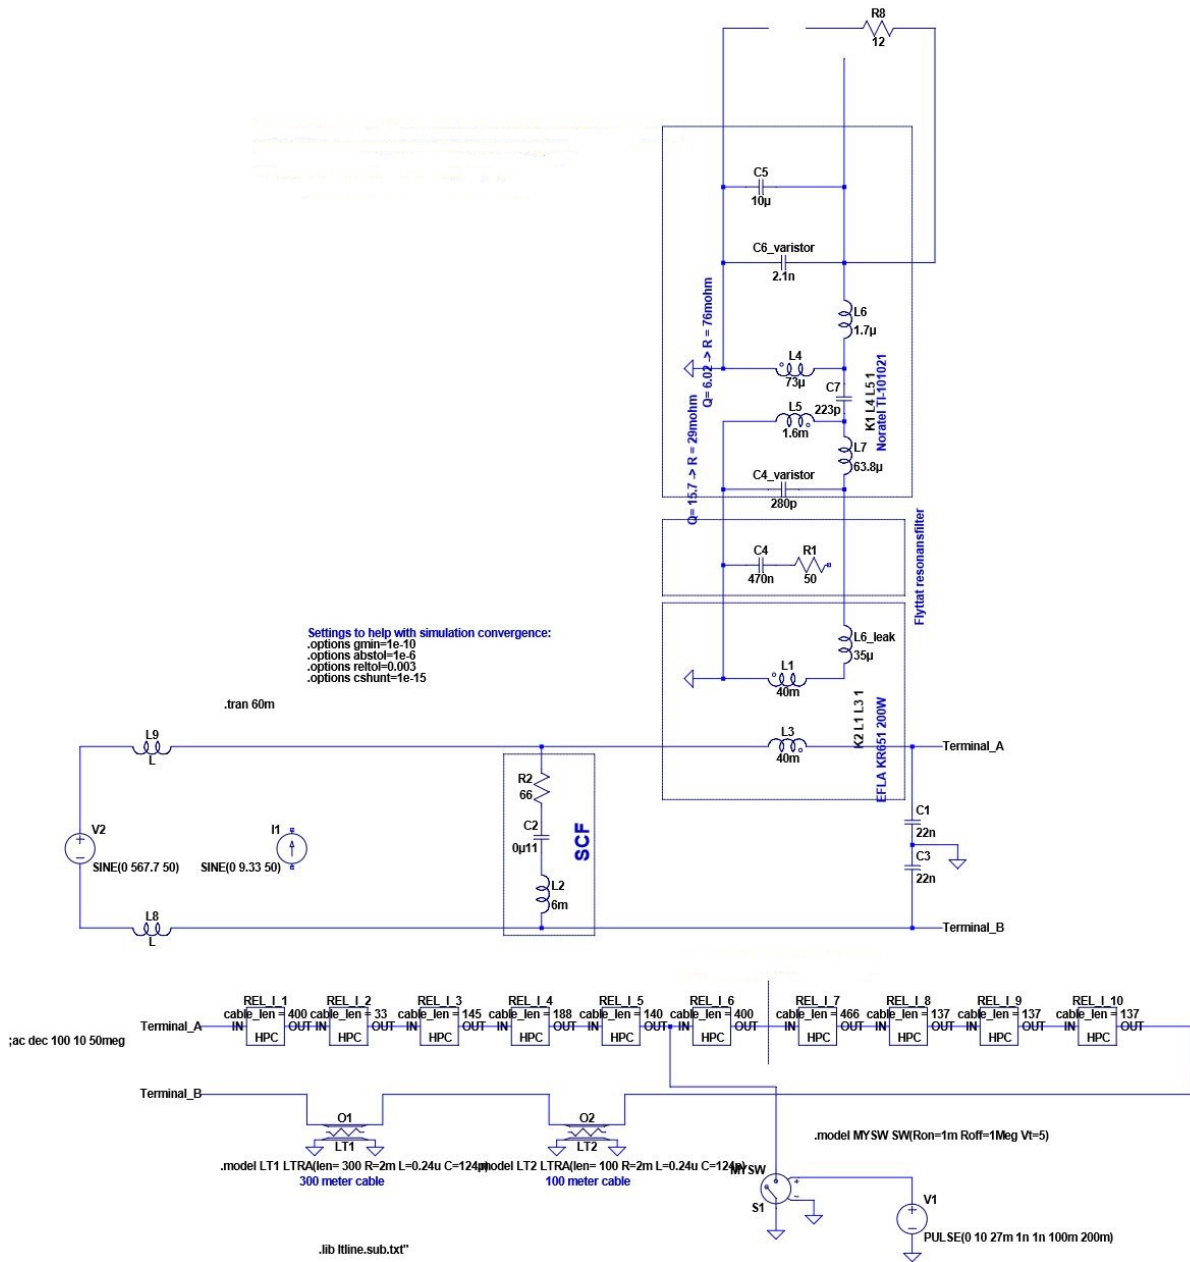 R8
12
C5
10µ
C6_varistor
2.1n
Q= 6.02 -> R = 76mohm
L6
1.7µ
L4
73µ
C7
223p
K1 L4 L5 1
Noratel TI-101021
Q= 15.7 -> R = 29mohm
L5
1.6m
L7
63.8µ
C4_varistor
280p
C4
470n
R1
50
Flyttat resonansfilter
Settings to help with simulation convergence:
.options gmin=1e-10
.options abstol=1e-6
.options reltol=0.003
.options cshunt=1e-15
L6_leak
35µ
L1
40m
K2 L1 L3 1
EFLA KR651 200W
.tran 60m
L9
L
L3
40m
Terminal_A
R2
66
C2
0µ11
SCF
L2
6m
C1
22n
C3
22n
V2
SINE(0 567.7 50)
I1
SINE(0 9.33 50)
L8
L
Terminal_B
REL_I_1 REL_I_2 REL_I_3 REL_I_4 REL_I_5 REL_I_6 REL_I_7 REL_I_8 REL_I_9 REL_I_10
cable_len = 400 cable_len = 33 cable_len = 145 cable_len = 188 cable_len = 140 cable_len = 400 cable_len = 466 cable_len = 137 cable_len = 137 cable_len = 137
Terminal_A IN OUT IN OUT IN OUT IN OUT IN OUT IN OUT IN OUT IN OUT IN OUT IN OUT
HPC HPC HPC HPC HPC HPC HPC HPC HPC HPC
;ac dec 100 10 50meg
Terminal_B
O1
LT1
O2
LT2
.model MYSW SW(Ron=1m Roff=1Meg Vt=5)
.model LT1 LTRA(len= 300 R=2m L=0.24u C=124p)
.model LT2 LTRA(len= 100 R=2m L=0.24u C=124p)
300 meter cable
100 meter cable
MYSW
S1
V1
PULSE(0 10 27m 1n 1n 100m 200m)
.lib ltline.sub.txt"